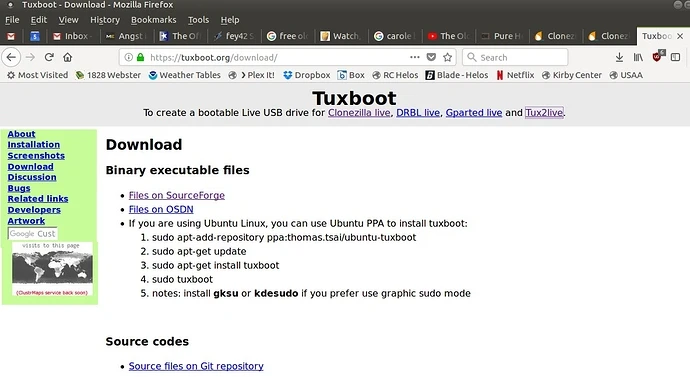 Tuxboot - Download - Mozilla Firefox
File Edit View History Bookmarks Tools Help
Inbox Angst The Of fey42 S free ol Watch, carole The Ol Pure H Clonez Clonez Tuxboo
https://tuxboot.org/download/ Search 6
Most Visited 1828 Webster Weather Tables Plex It! Dropbox Box RC Helos Blade - Helos Netflix Kirby Center USAA
Tuxboot
To create a bootable Live USB drive for Clonezilla live, DRBL live, Gparted live and Tux2live.
About
Installation
Screenshots
Download
Discussion
Bugs
Related links
Developers
Artwork
Google Cust
visits to this page
(ClustrMaps service back soon)
Download
Binary executable files
• Files on SourceForge
• Files on OSDN
• If you are using Ubuntu Linux, you can use Ubuntu PPA to install tuxboot:
1. sudo apt-add-repository ppa:thomas.tsai/ubuntu-tuxboot
2. sudo apt-get update
3. sudo apt-get install tuxboot
4. sudo tuxboot
5. notes: install gksu or kdesudo if you prefer use graphic sudo mode
Source codes
• Source files on Git repository